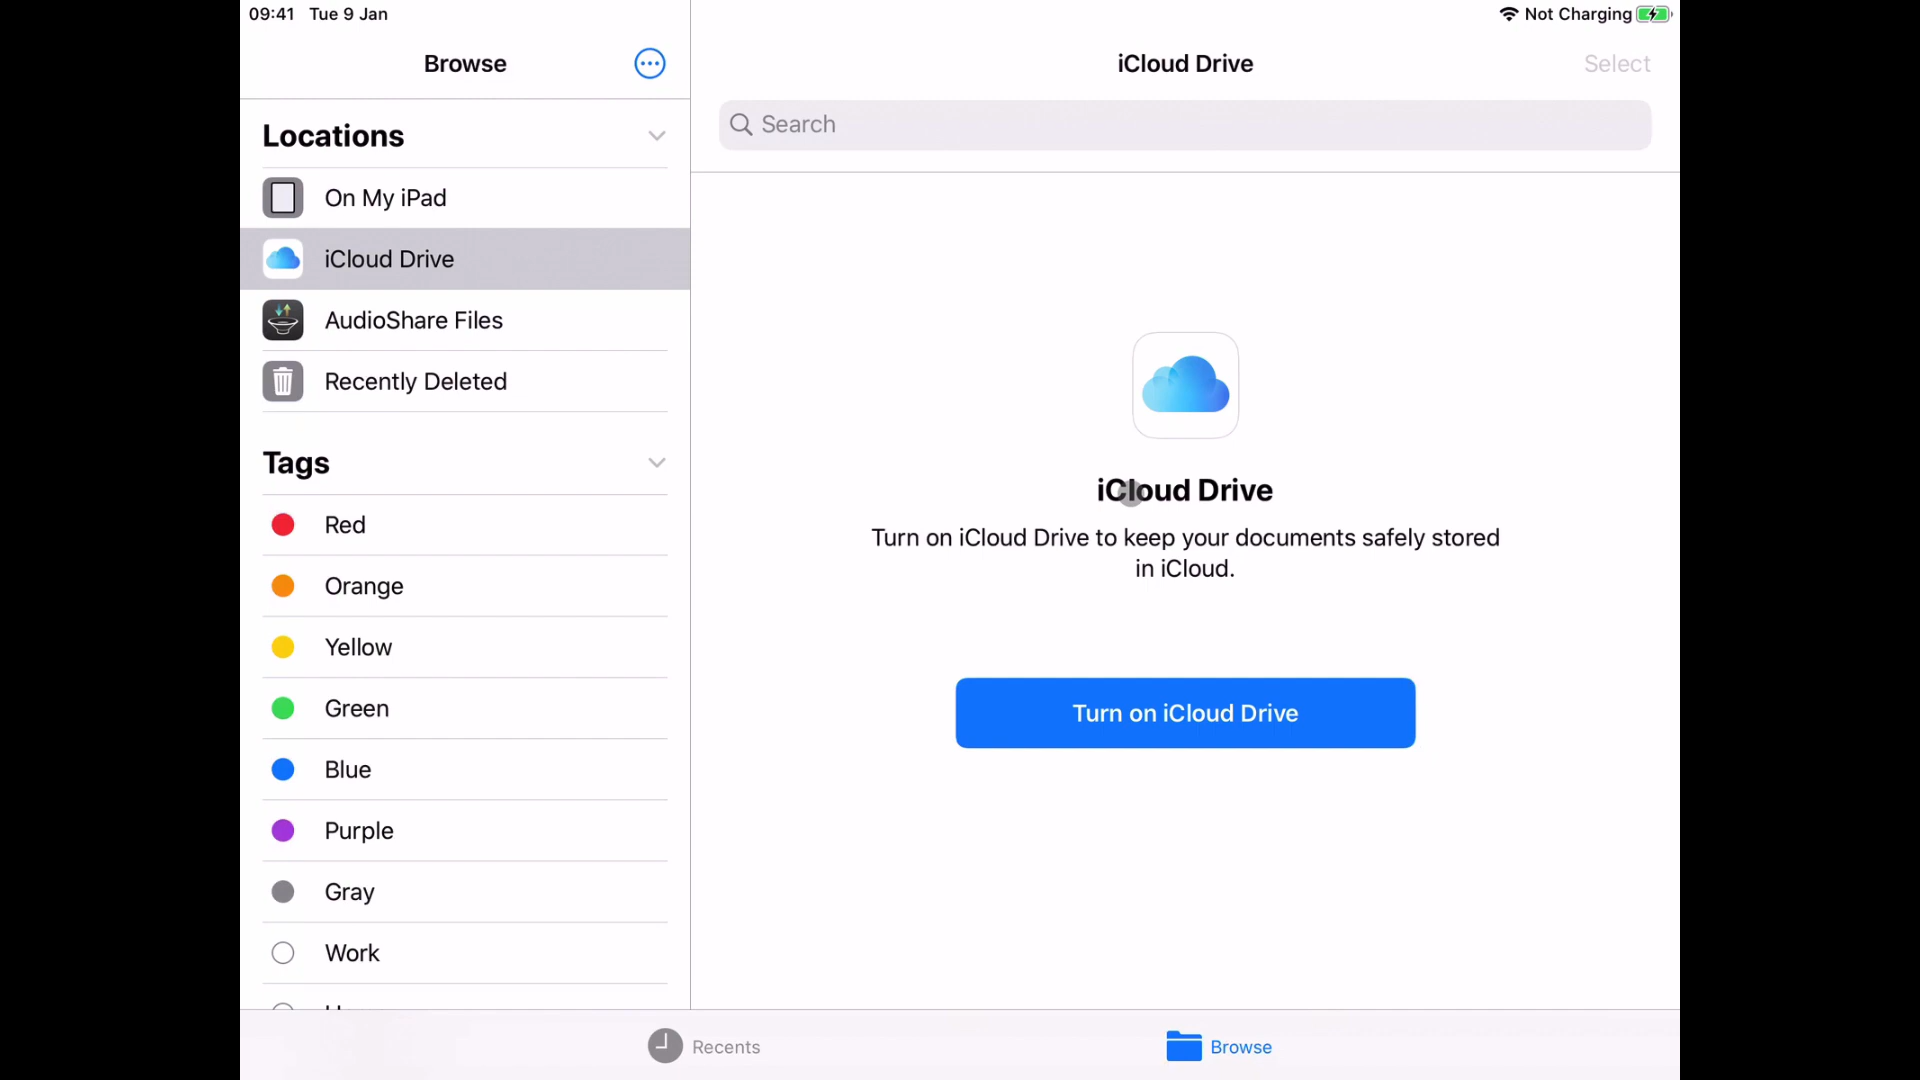 09:41 Tue 9 Jan
Not Charging
Browse
Locations
On My iPad
iCloud Drive
AudioShare Files
Recently Deleted
Tags
Red
Orange
Yellow
Green
Blue
Purple
Gray
Work
iCloud Drive
Select
Search
iCloud Drive
Turn on iCloud Drive to keep your documents safely stored
in iCloud.
Turn on iCloud Drive
Recents
Browse